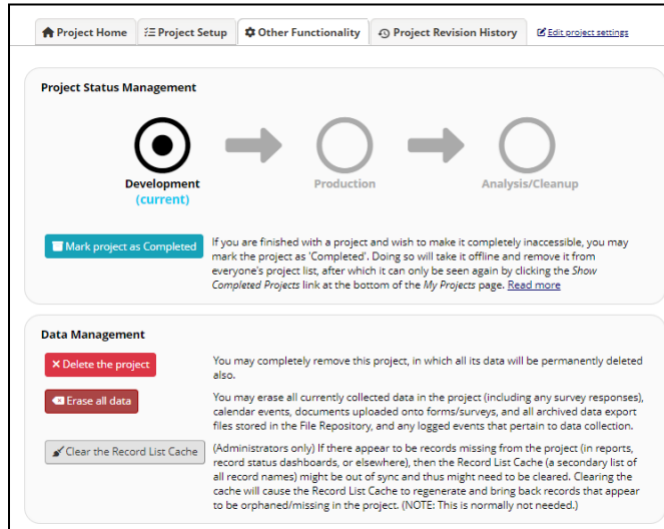 Project Home Project Setup Other Functionality Project Revision History Edit project settings
Project Status Management
Development Production Analysis/Cleanup
(current)
Mark project as Completed
If you are finished with a project and wish to make it completely inaccessible, you may
mark the project as 'Completed'. Doing so will take it offline and remove it from
everyone's project list, after which it can only be seen again by clicking the Show
Completed Projects link at the bottom of the My Projects page. Read more
Data Management
Delete the project
You may completely remove this project, in which all its data will be permanently deleted
also.
Erase all data
You may erase all currently collected data in the project (including any survey responses),
calendar events, documents uploaded onto forms/surveys, and all archived data export
files stored in the File Repository, and any logged events that pertain to data collection.
Clear the Record List Cache
(Administrators only) If there appear to be records missing from the project (in reports,
record status dashboards, or elsewhere), then the Record List Cache (a secondary list of
all record names) might be out of sync and thus might need to be cleared. Clearing the
cache will cause the Record List Cache to regenerate and bring back records that appear
to be orphaned/missing in the project. (NOTE: This is normally not needed.)